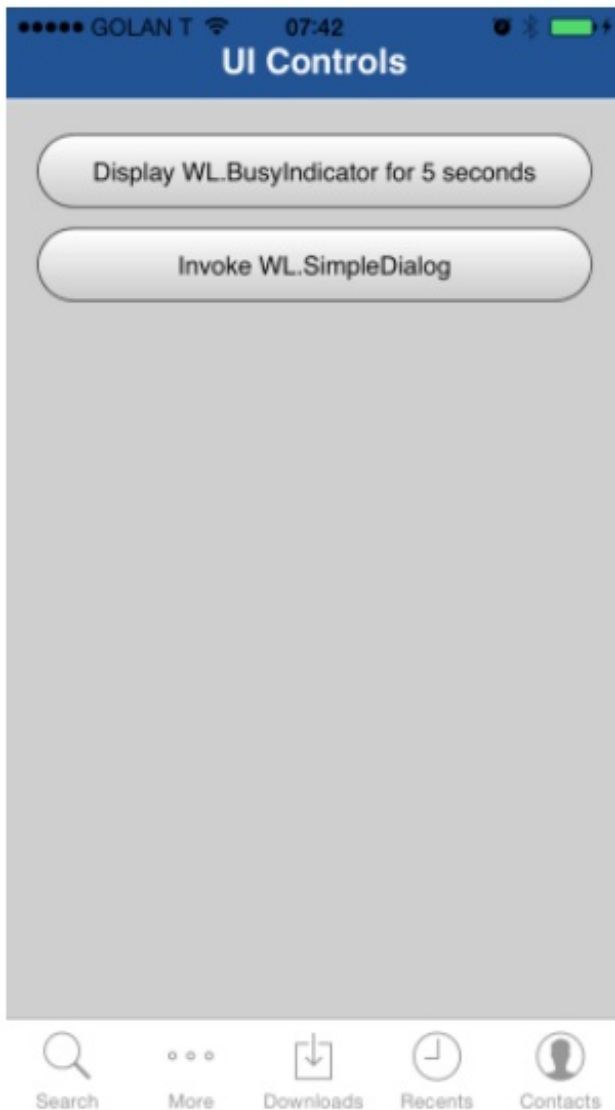 GOLAN T 07:42
UI Controls
Display WL.BusyIndicator for 5 seconds
Invoke WL.SimpleDialog
Search More Downloads Recents Contacts